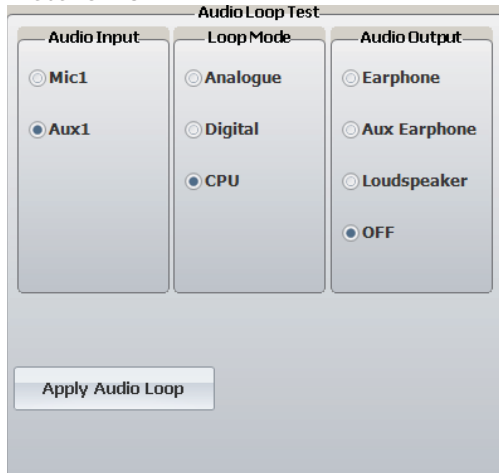 Audio Loop Test
Audio Input
Mic1
Aux1
Loop Mode
Analogue
Digital
CPU
Audio Output
Earphone
Aux Earphone
Loudspeaker
OFF
Apply Audio Loop